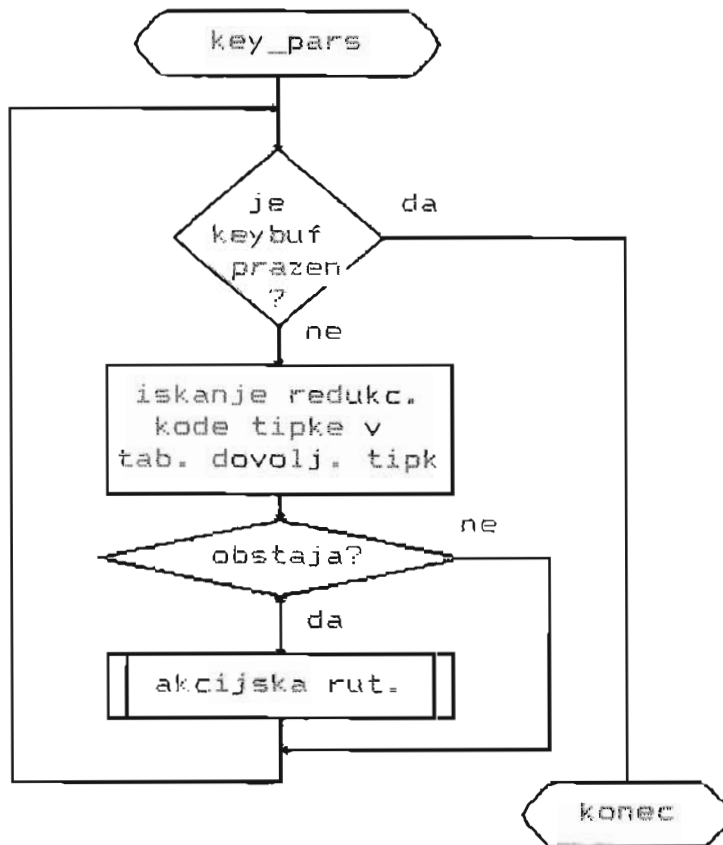 key_pars
je
keybuf
prazen
?
da
ne
iskanje redukc.
kode tipke v
tab. dovolj. tipk
obstaja?
ne
da
akcijska rut.
konec